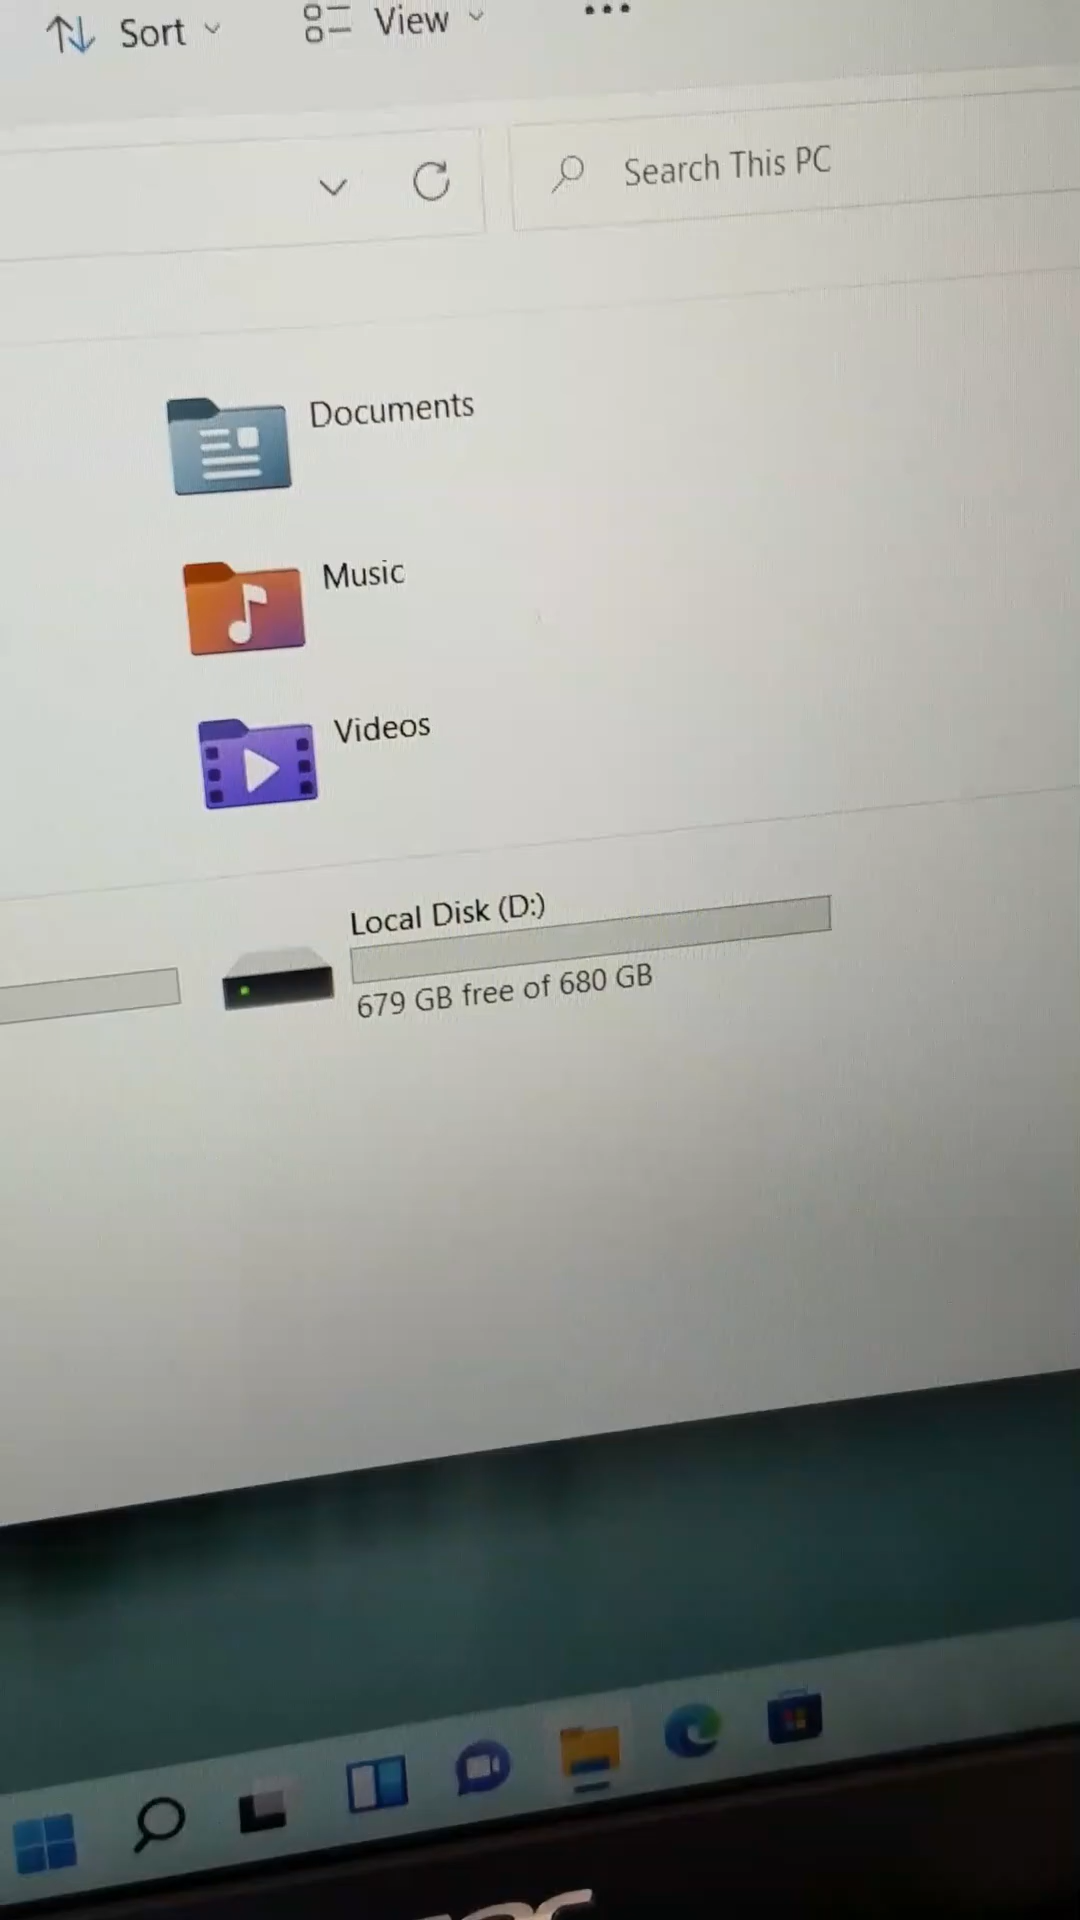 Sort
View
Search This PC
Documents
Music
Videos
Local Disk (D:)
679 GB free of 680 GB